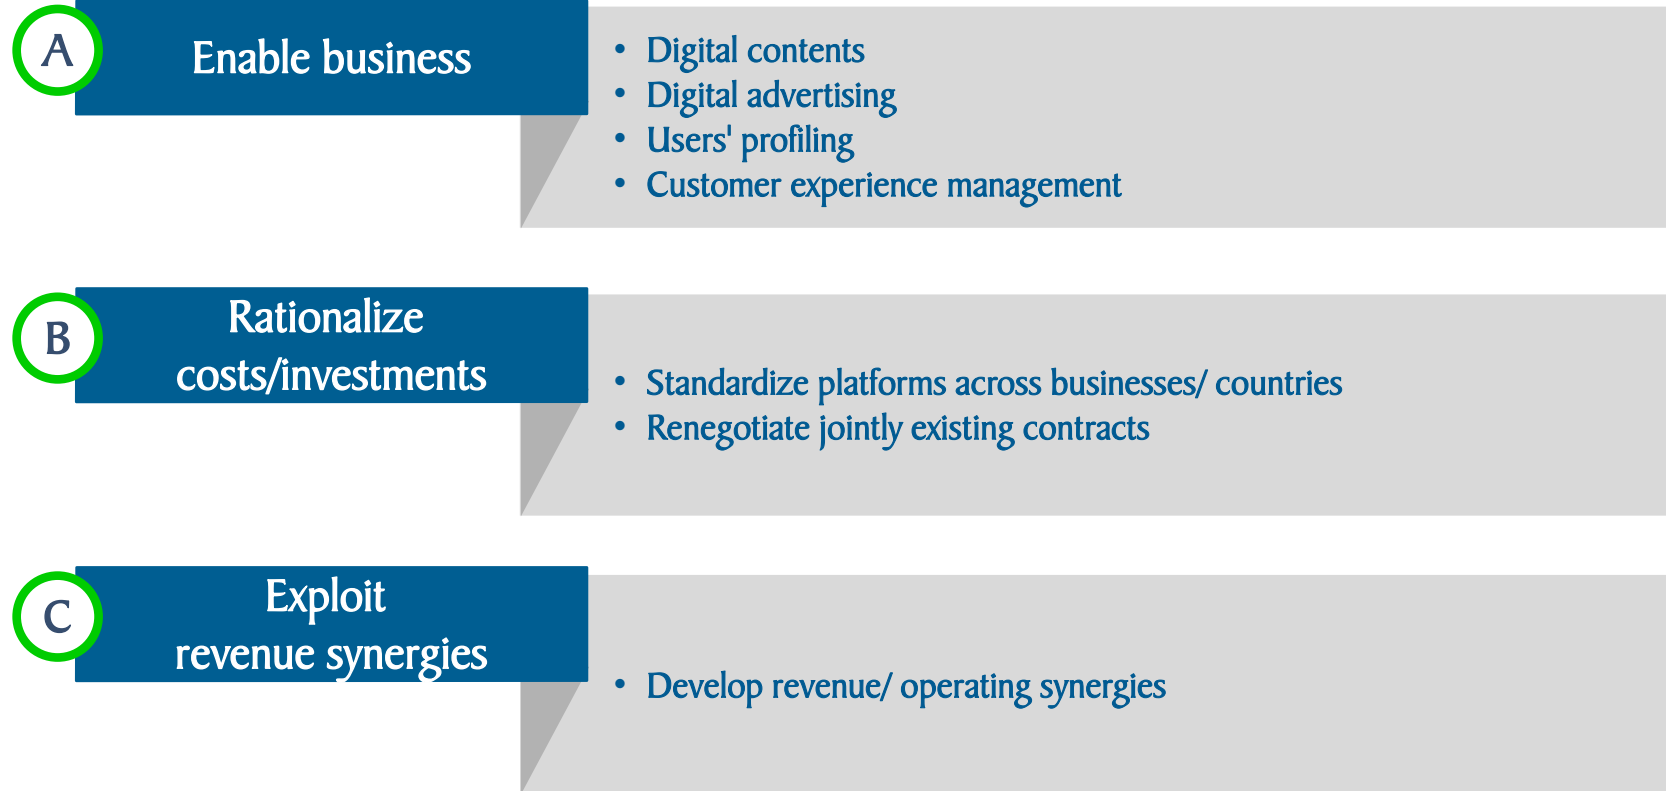 A
Enable business
• Digital contents
• Digital advertising
• Users' profiling
• Customer experience management
B
Rationalize
costs/investments
• Standardize platforms across businesses/ countries
• Renegotiate jointly existing contracts
C
Exploit
revenue synergies
• Develop revenue/ operating synergies